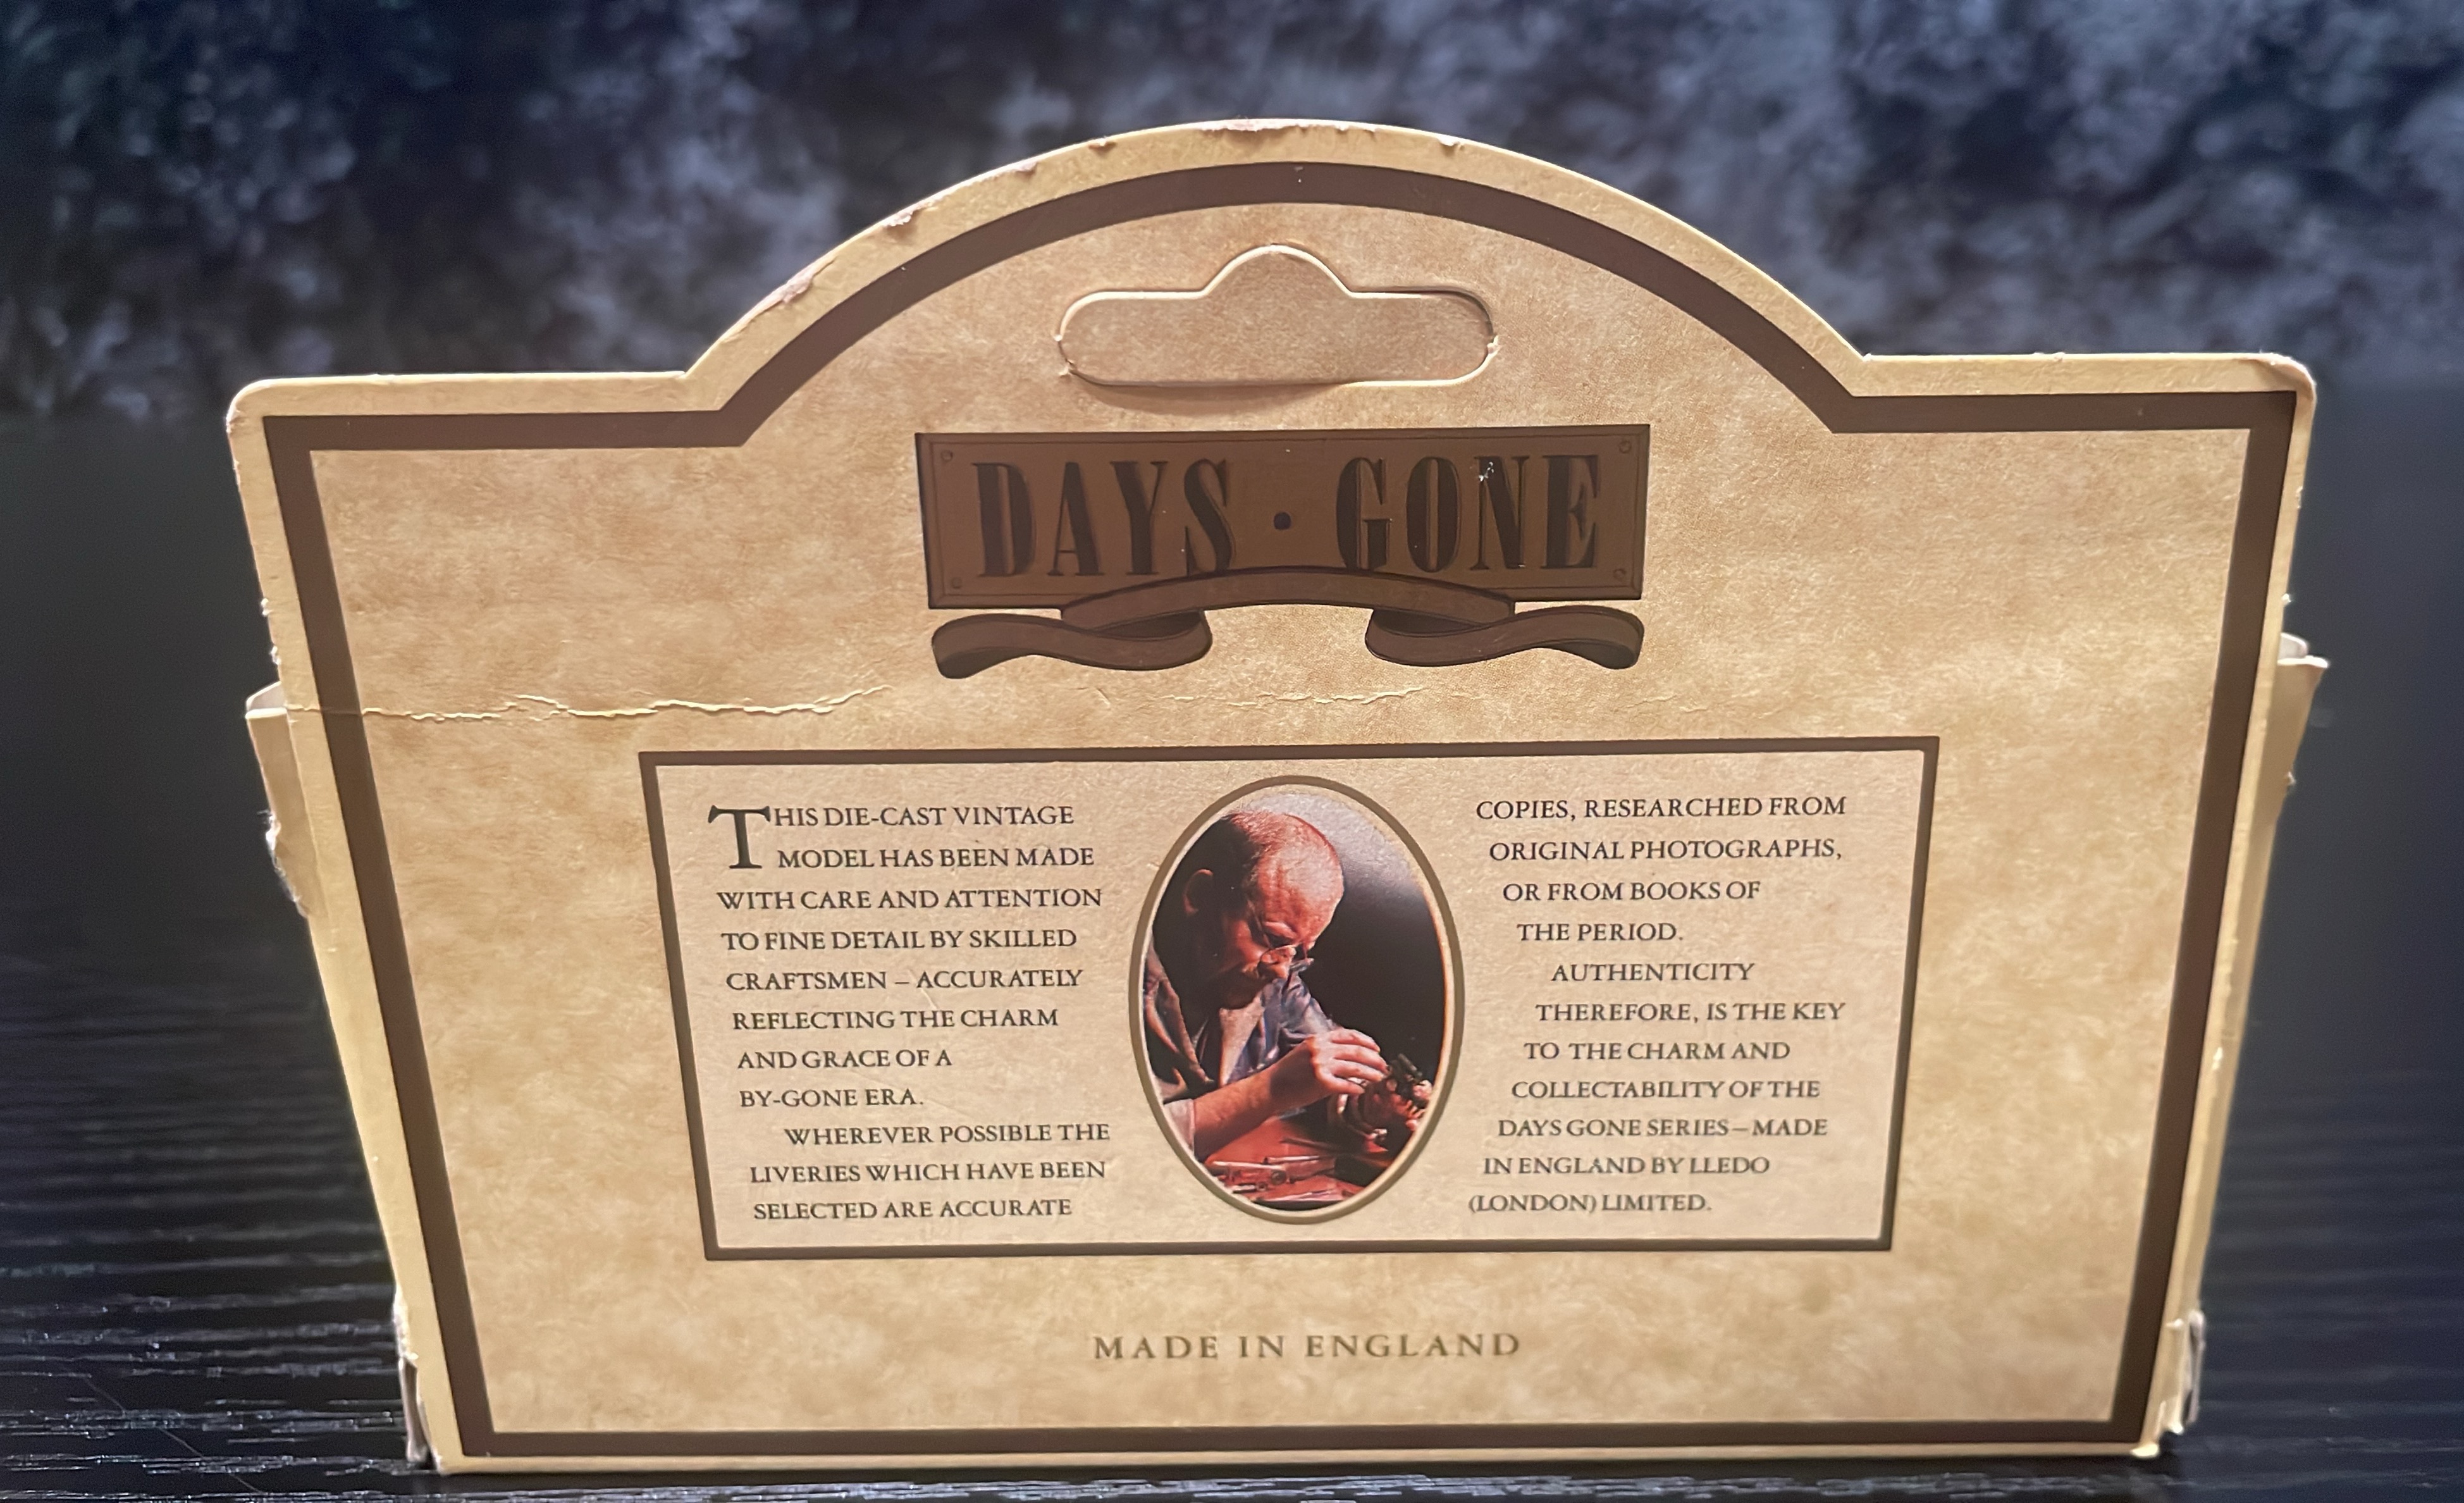 DAYS · GONE
THIS DIE-CAST VINTAGE
MODEL HAS BEEN MADE
WITH CARE AND ATTENTION
TO FINE DETAIL BY SKILLED
CRAFTSMEN – ACCURATELY
REFLECTING THE CHARM
AND GRACE OF A
BY-GONE ERA.
WHEREVER POSSIBLE THE
LIVERIES WHICH HAVE BEEN
SELECTED ARE ACCURATE
COPIES, RESEARCHED FROM
ORIGINAL PHOTOGRAPHS,
OR FROM BOOKS OF
THE PERIOD.
AUTHENTICITY
THEREFORE, IS THE KEY
TO THE CHARM AND
COLLECTABILITY OF THE
DAYS GONE SERIES – MADE
IN ENGLAND BY LLEDO
(LONDON) LIMITED.
MADE IN ENGLAND